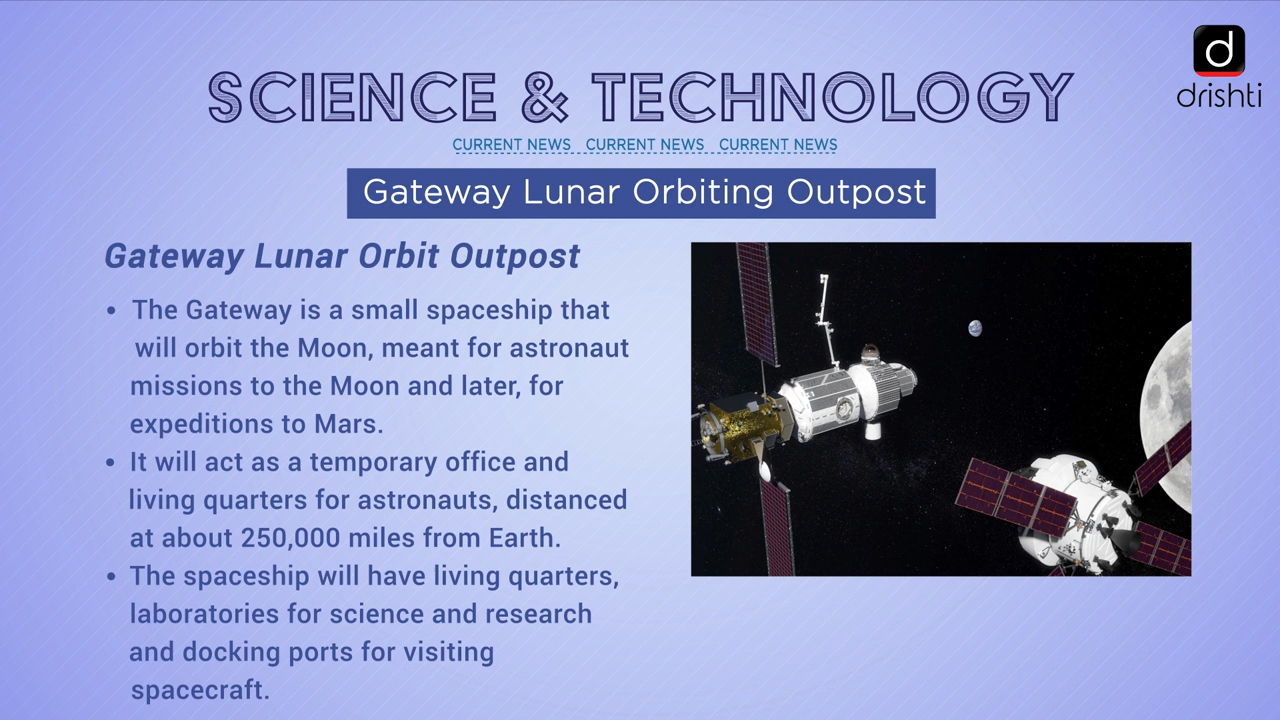 d
drishti
SCIENCE & TECHNOLOGY
CURRENT NEWS CURRENT NEWS CURRENT NEWS
Gateway Lunar Orbiting Outpost
Gateway Lunar Orbit Outpost
• The Gateway is a small spaceship that
will orbit the Moon, meant for astronaut
missions to the Moon and later, for
expeditions to Mars.
• It will act as a temporary office and
living quarters for astronauts, distanced
at about 250,000 miles from Earth.
• The spaceship will have living quarters,
laboratories for science and research
and docking ports for visiting
spacecraft.